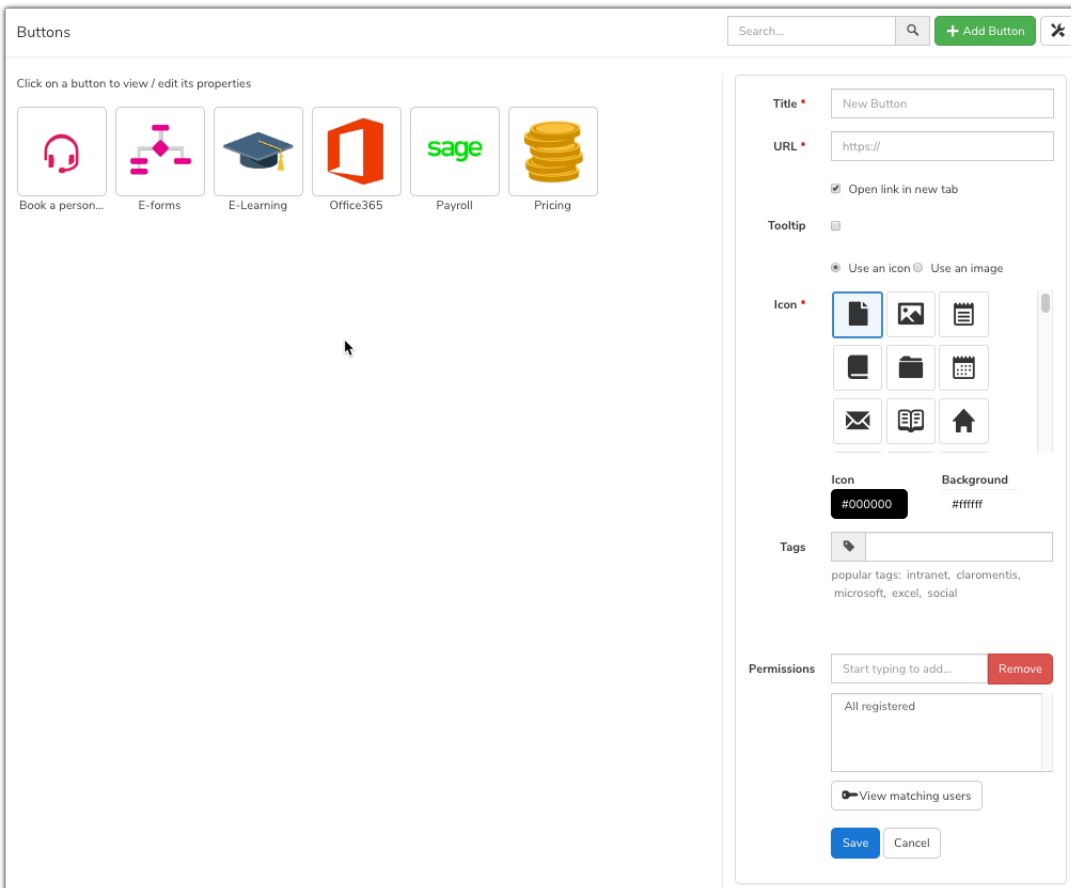 Buttons
Search...
Add Button
Click on a button to view / edit its properties
sage
Book a person...
E-forms
E-Learning
Office365
Payroll
Pricing
Title *
New Button
URL *
https://
Open link in new tab
Tooltip
Use an icon
Use an image
Icon *
Icon
Background
#000000
#ffffff
Tags
popular tags: intranet, claromentis,
microsoft, excel, social
Permissions
Start typing to add...
Remove
All registered
View matching users
Save
Cancel